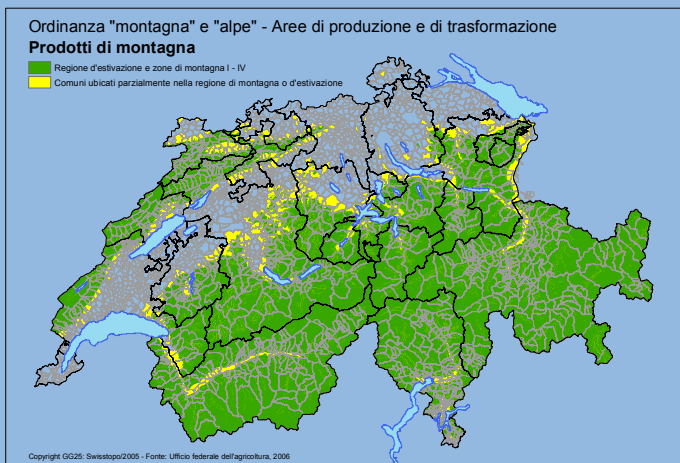 Ordinanza "montagna" e "alpe" - Aree di produzione e di trasformazione
Prodotti di montagna
Regione d'estivazione e zone di montagna I - IV
Comuni ubicati parzialmente nella regione di montagna o d'estivazione
Copyright GG25: Swisstopo/2005 - Fonte: Ufficio federale dell'agricoltura, 2006